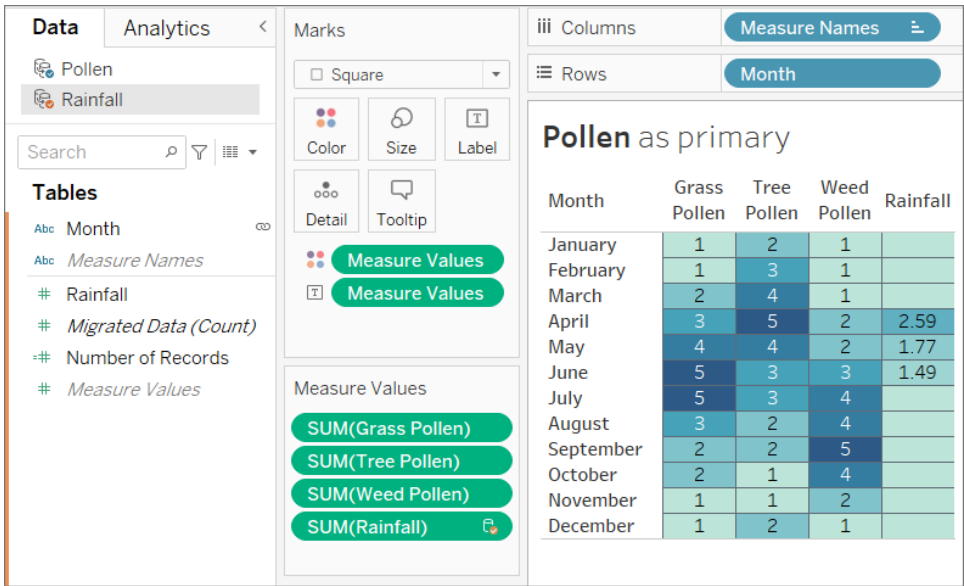 Data Analytics
Pollen
Rainfall
Search
Tables
Abc Month
Abc Measure Names
# Rainfall
# Migrated Data (Count)
=# Number of Records
# Measure Values
Marks
Square
Color Size Label
Detail Tooltip
Measure Values
T Measure Values
Measure Values
SUM(Grass Pollen)
SUM(Tree Pollen)
SUM(Weed Pollen)
SUM(Rainfall)
iii Columns Measure Names
Rows Month
Pollen as primary
Month Grass Pollen Tree Pollen Weed Pollen Rainfall
January 1 2 1
February 1 3 1
March 2 4 1
April 3 5 2 2.59
May 4 4 2 1.77
June 5 3 3 1.49
July 5 3 4
August 3 2 4
September 2 2 5
October 2 1 4
November 1 1 2
December 1 2 1